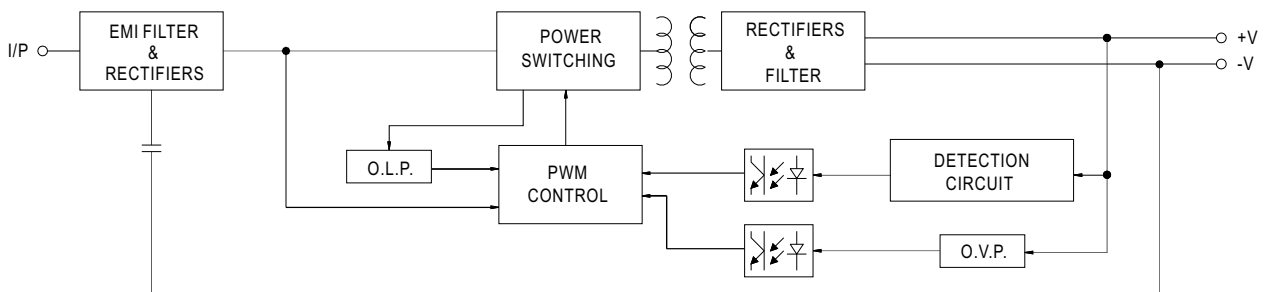 I/P
EMI FILTER
&
RECTIFIERS
POWER
SWITCHING
RECTIFIERS
&
FILTER
+V
-V
O.L.P.
PWM
CONTROL
DETECTION
CIRCUIT
O.V.P.